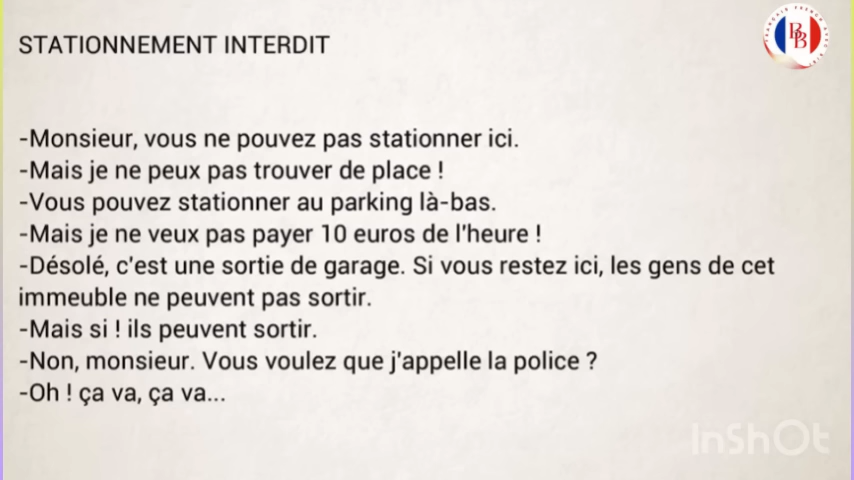 STATIONNEMENT INTERDIT
-Monsieur, vous ne pouvez pas stationner ici.
-Mais je ne peux pas trouver de place !
-Vous pouvez stationner au parking là-bas.
-Mais je ne veux pas payer 10 euros de l'heure !
-Désolé, c'est une sortie de garage. Si vous restez ici, les gens de cet
immeuble ne peuvent pas sortir.
-Mais si ! ils peuvent sortir.
-Non, monsieur. Vous voulez que j'appelle la police ?
-Oh ! ça va, ça va...
InShOt